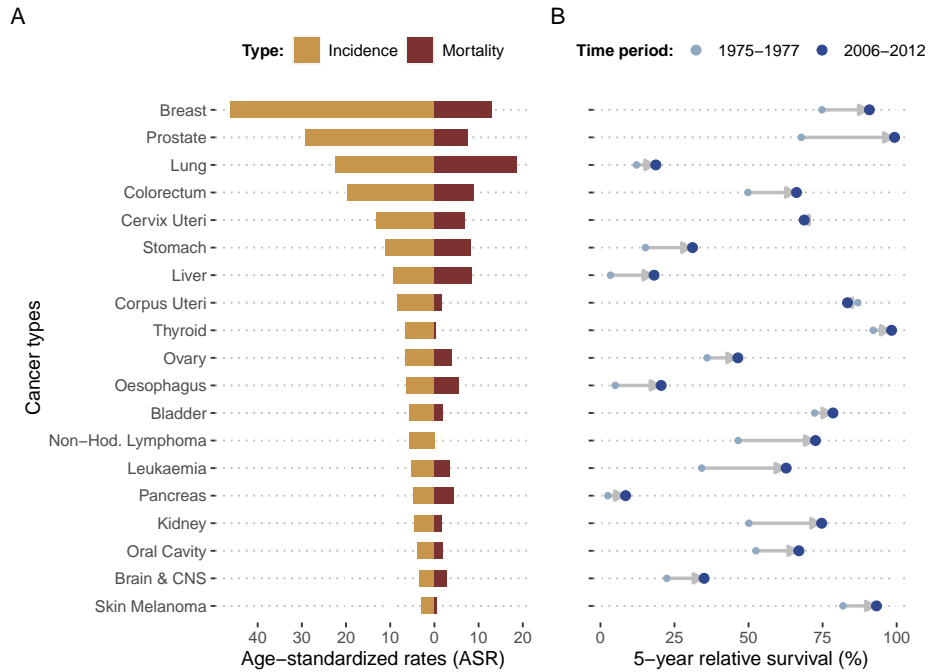 A
B
Type: Incidence Mortality
Time period: 1975−1977 2006−2012
Cancer types
Breast
Prostate
Lung
Colorectum
Cervix Uteri
Stomach
Liver
Corpus Uteri
Thyroid
Ovary
Oesophagus
Bladder
Non−Hod. Lymphoma
Leukaemia
Pancreas
Kidney
Oral Cavity
Brain & CNS
Skin Melanoma
40 30 20 10 0 10 20
Age−standardized rates (ASR)
0 25 50 75 100
5−year relative survival (%)